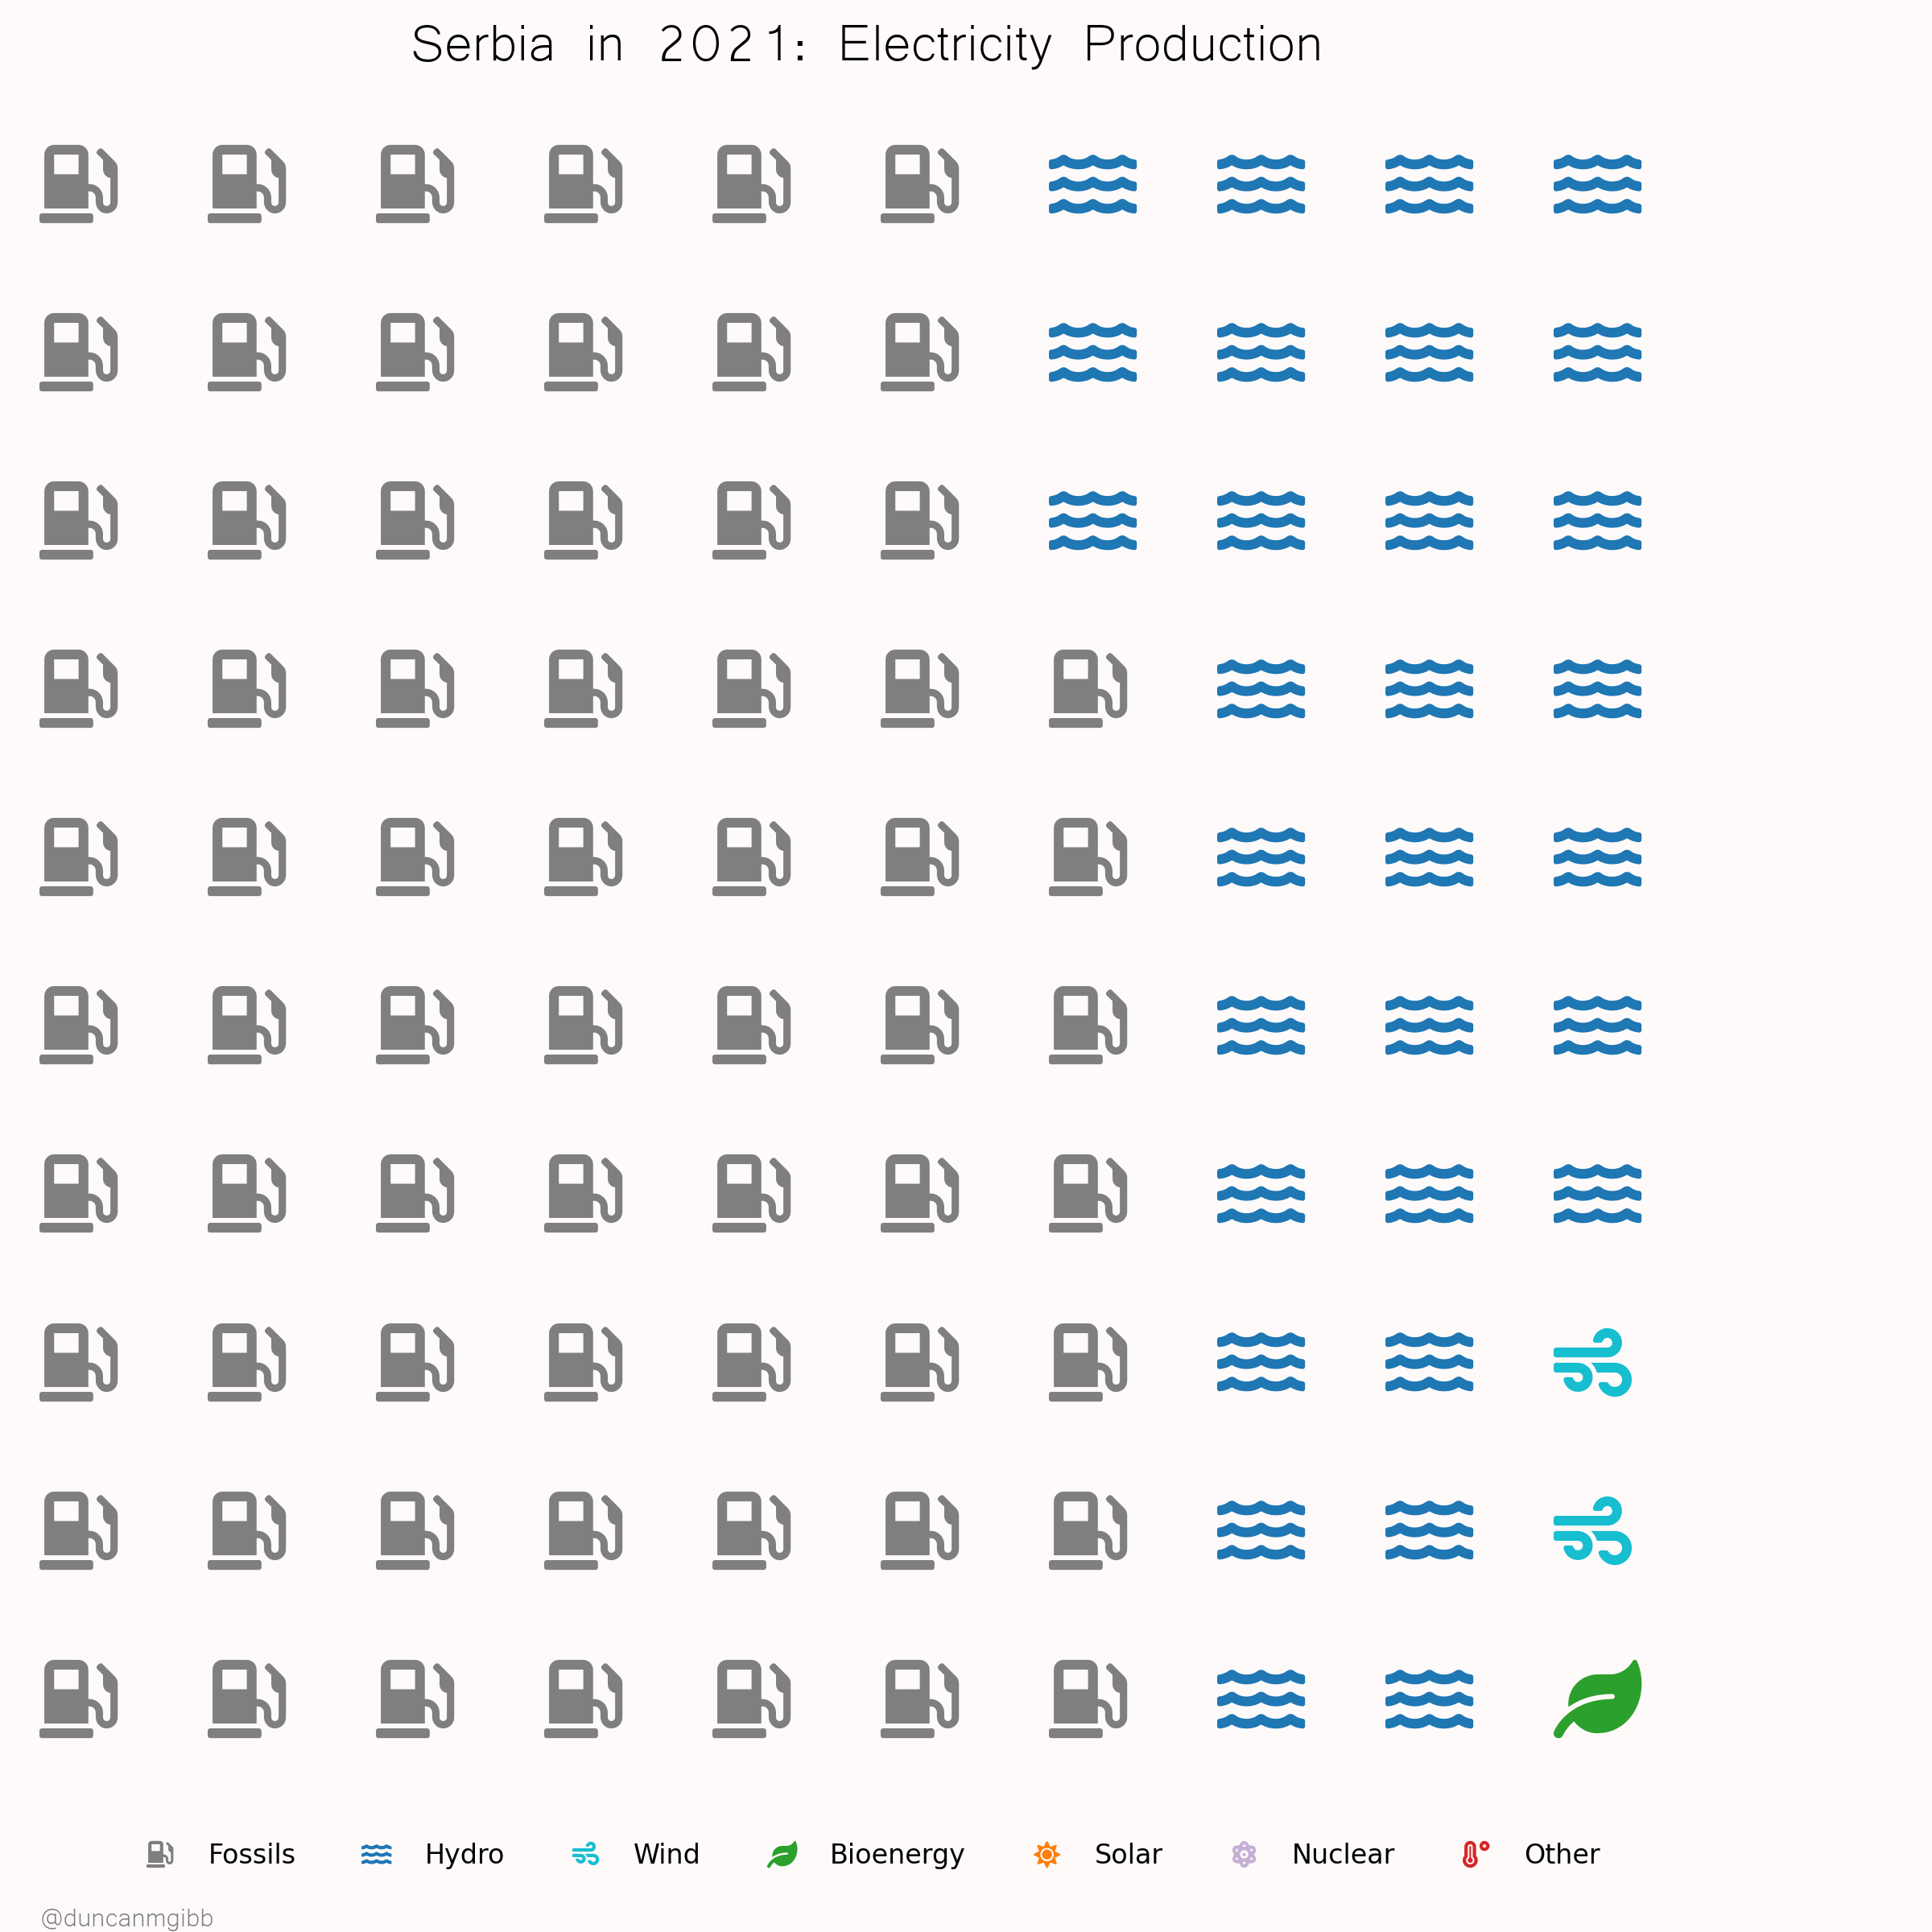 Serbia in 2021: Electricity Production
Fossils Hydro Wind Bioenergy Solar Nuclear Other
@duncanmgibb